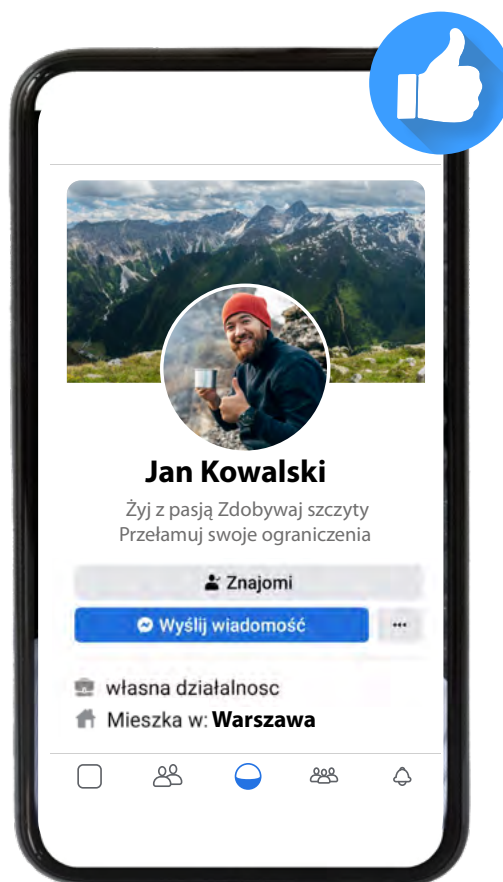 Jan Kowalski
Żyj z pasją Zdobywaj szczyty
Przełamuj swoje ograniczenia
Znajomi
Wyślij wiadomość
własna działalnosc
Mieszka w: Warszawa